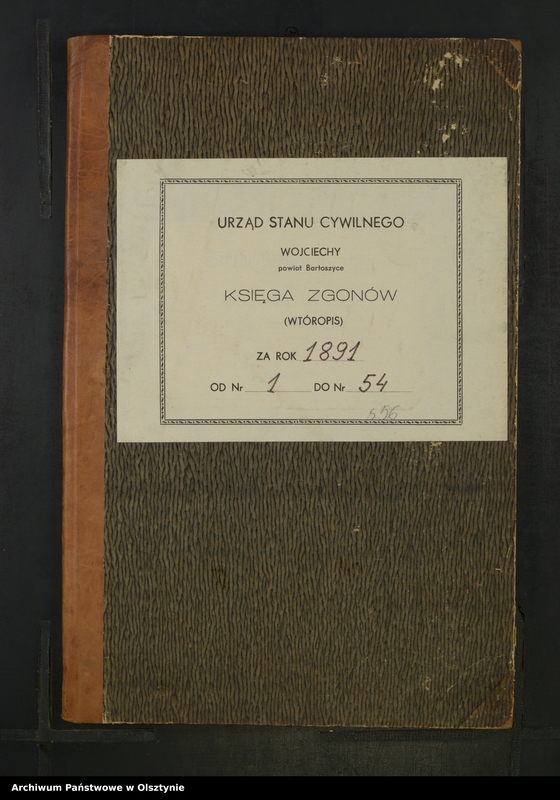 URZĄD STANU CYWILNEGO
WOJCIECHY
powiat Bartoszyce
KSIĘGA ZGONÓW
(WTÓROPIS)
ZA ROK 1891
OD Nr 1 DO Nr 54
Archiwum Państwowe w Olsztynie